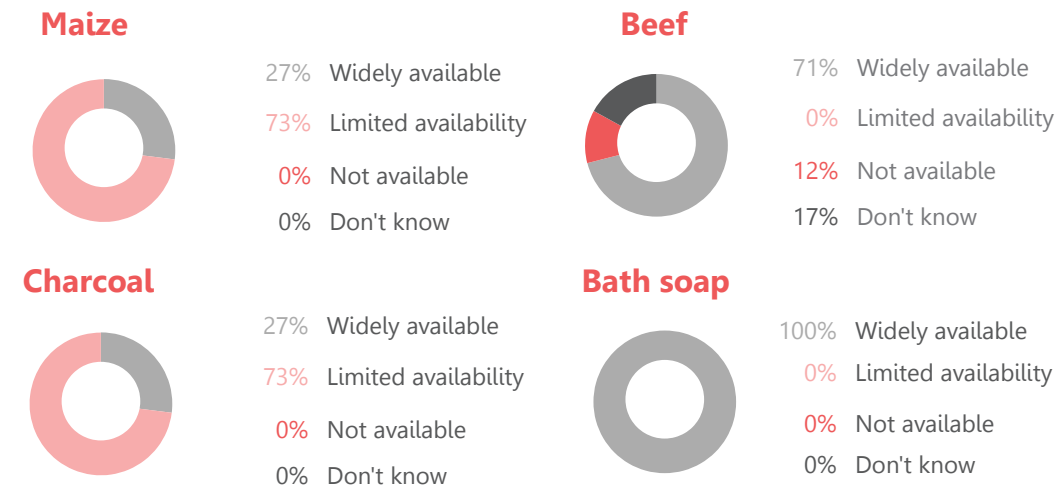 Maize
27% Widely available
73% Limited availability
0% Not available
0% Don't know
Beef
71% Widely available
0% Limited availability
12% Not available
17% Don't know
Charcoal
27% Widely available
73% Limited availability
0% Not available
0% Don't know
Bath soap
100% Widely available
0% Limited availability
0% Not available
0% Don't know